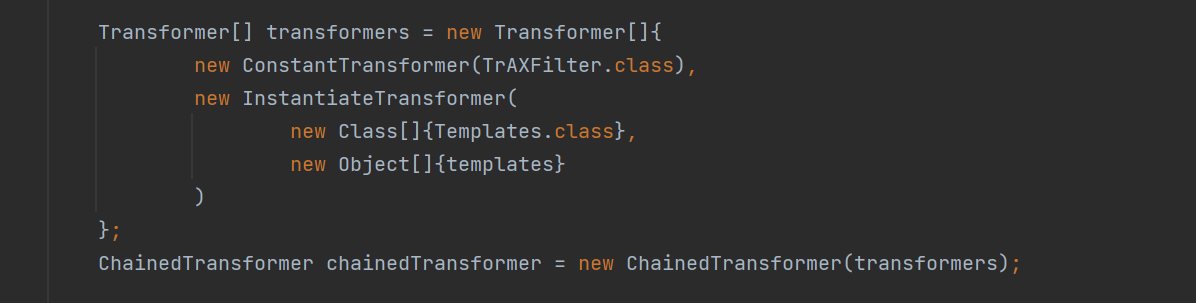 Transformer[] transformers = new Transformer[]{
new ConstantTransformer(TrAXFilter.class),
new InstantiateTransformer(
new Class[]{Templates.class},
new Object[]{templates}
)
};
ChainedTransformer chainedTransformer = new ChainedTransformer(transformers);